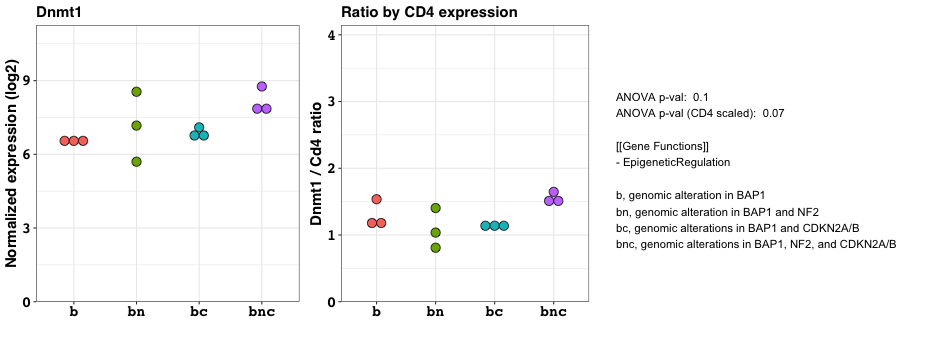 Dnmt1
Normalized expression (log2)
9
6
3
0
b bn bc bnc
Ratio by CD4 expression
Dnmt1 / Cd4 ratio
4
3
2
1
0
b bn bc bnc
ANOVA p-val: 0.1
ANOVA p-val (CD4 scaled): 0.07
[[Gene Functions]]
- EpigeneticRegulation
b, genomic alteration in BAP1
bn, genomic alteration in BAP1 and NF2
bc, genomic alterations in BAP1 and CDKN2A/B
bnc, genomic alterations in BAP1, NF2, and CDKN2A/B